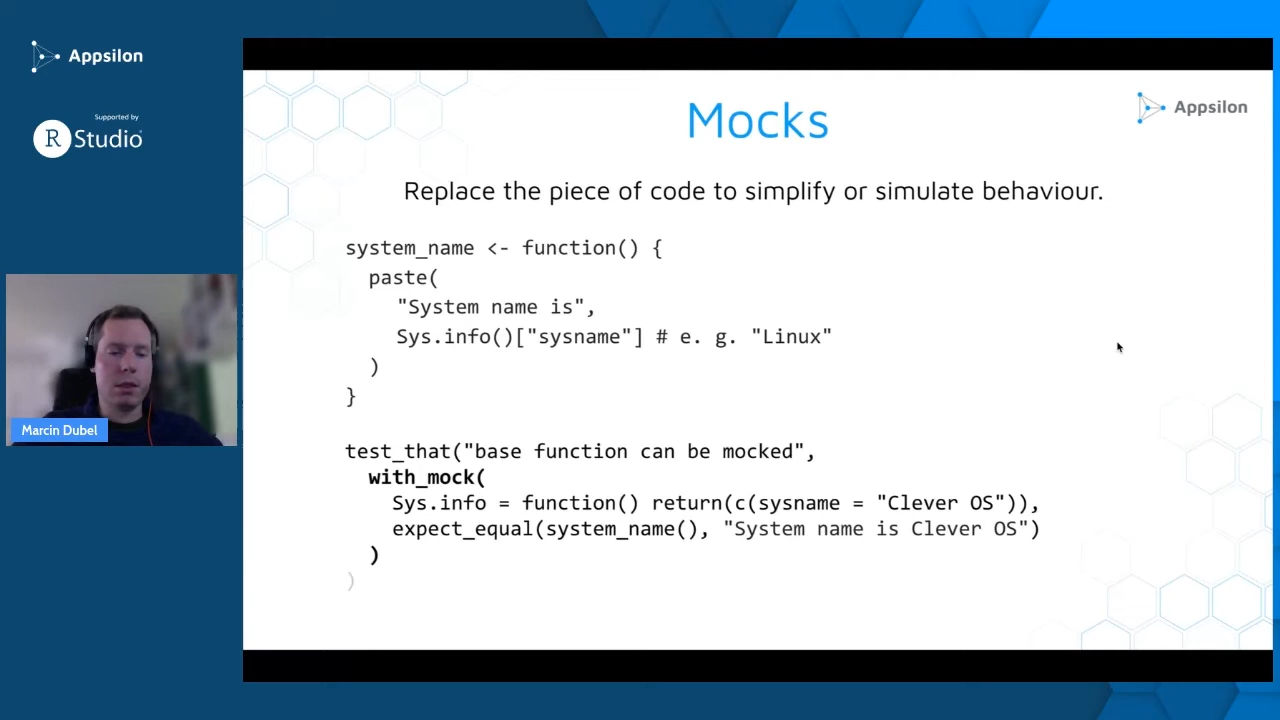 Appsilon
Supported by
R Studio
Marcin Dubel
Mocks
Appsilon
Replace the piece of code to simplify or simulate behaviour.
system_name <- function() {
paste(
"System name is",
Sys.info()["sysname"] # e. g. "Linux"
)
}
test_that("base function can be mocked",
with_mock(
Sys.info = function() return(c(sysname = "Clever OS")),
expect_equal(system_name(), "System name is Clever OS")
)
)